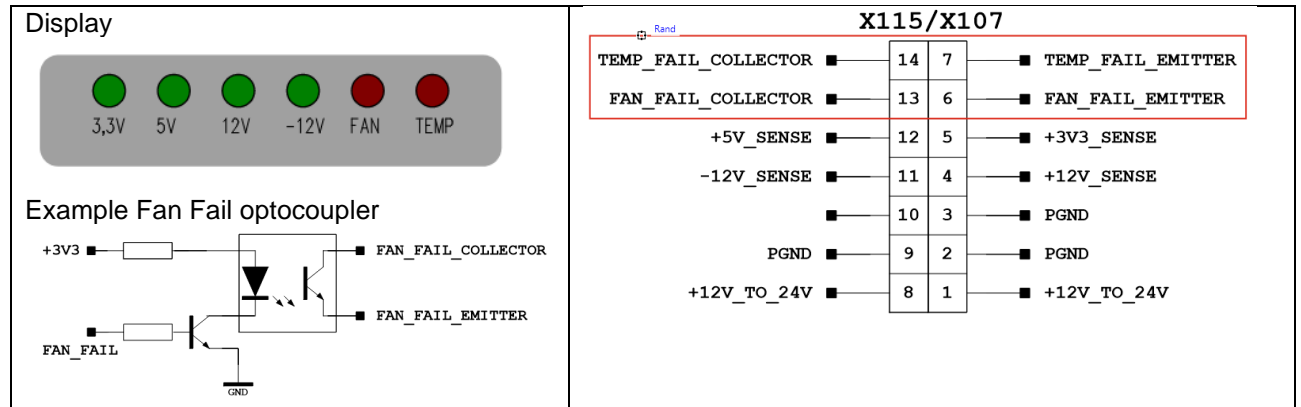 Display
3,3V 5V 12V -12V FAN TEMP
Example Fan Fail optocoupler
+3V3
FAN_FAIL_COLLECTOR
FAN_FAIL_EMITTER
FAN_FAIL
GND
X115/X107
Rand
TEMP_FAIL_COLLECTOR 14 7 TEMP_FAIL_EMITTER
FAN_FAIL_COLLECTOR 13 6 FAN_FAIL_EMITTER
+5V_SENSE 12 5 +3V3_SENSE
-12V_SENSE 11 4 +12V_SENSE
10 3 PGND
PGND 9 2 PGND
+12V_TO_24V 8 1 +12V_TO_24V